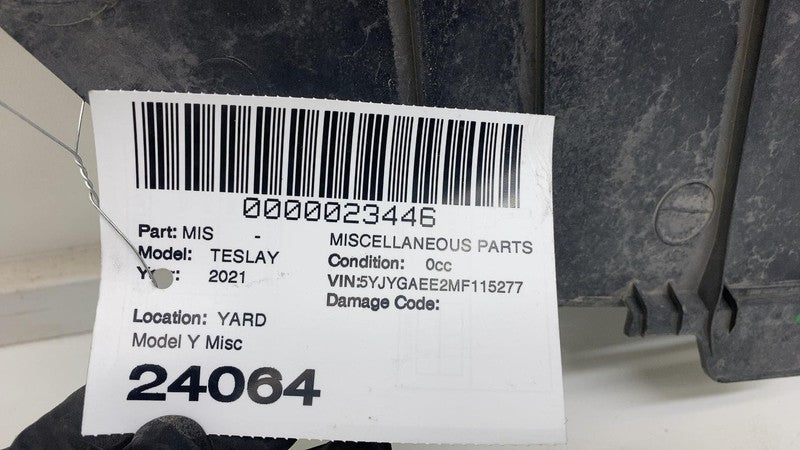 0000023446
Part: MIS - MISCELLANEOUS PARTS
Model: TESLAY Condition: 0cc
2021 VIN:5YJYGAEE2MF115277
Damage Code:
Location: YARD
Model Y Misc
24064